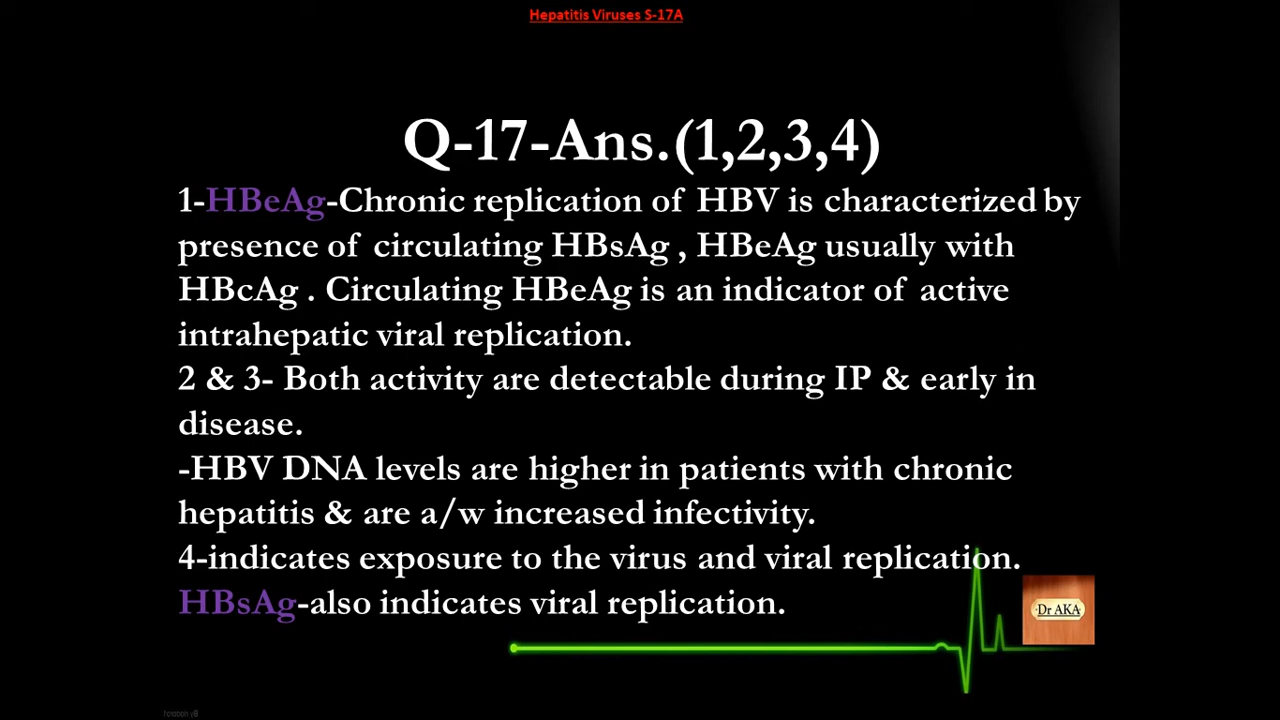 Hepatitis Viruses S-17A
Q-17-Ans.(1,2,3,4)
1-HBeAg-Chronic replication of HBV is characterized by
presence of circulating HBsAg , HBeAg usually with
HBcAg . Circulating HBeAg is an indicator of active
intrahepatic viral replication.
2 & 3- Both activity are detectable during IP & early in
disease.
-HBV DNA levels are higher in patients with chronic
hepatitis & are a/w increased infectivity.
4-indicates exposure to the virus and viral replication.
HBsAg-also indicates viral replication.
Dr AKA